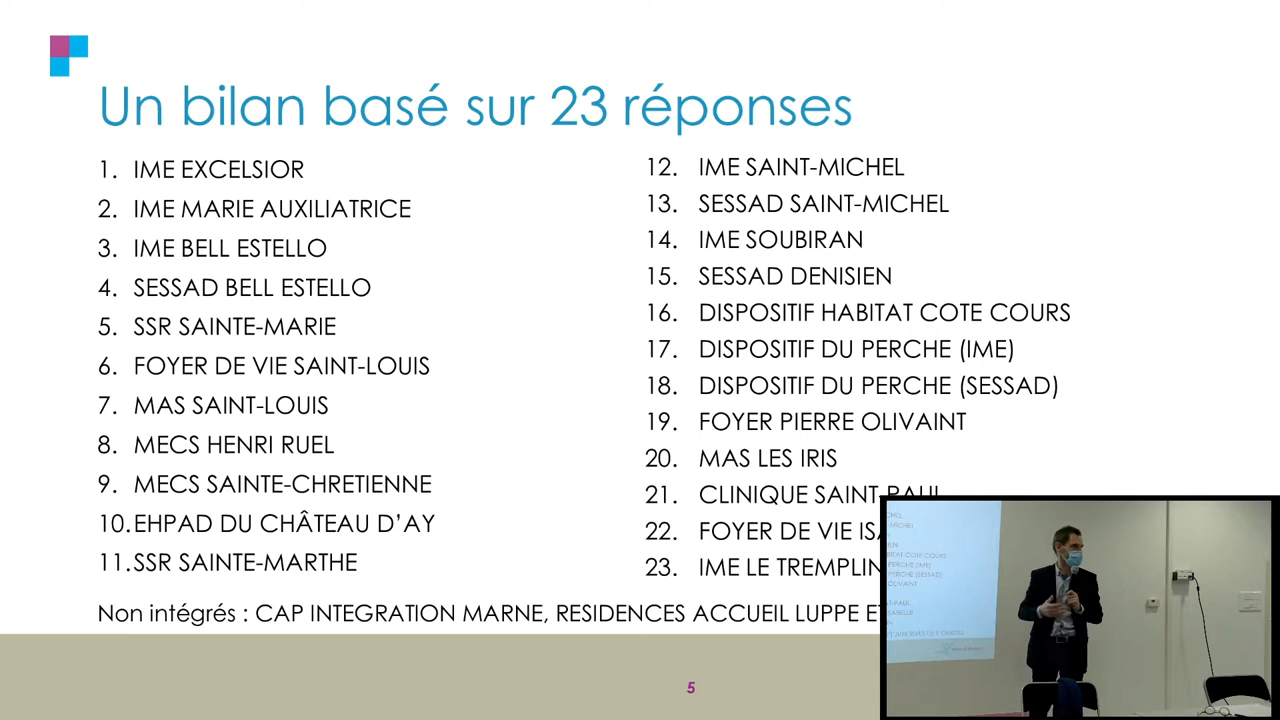 Un bilan basé sur 23 réponses
1. IME EXCELSIOR
2. IME MARIE AUXILIATRICE
3. IME BELL ESTELLO
4. SESSAD BELL ESTELLO
5. SSR SAINTE-MARIE
6. FOYER DE VIE SAINT-LOUIS
7. MAS SAINT-LOUIS
8. MECS HENRI RUEL
9. MECS SAINTE-CHRETIENNE
10. EHPAD DU CHÂTEAU D’AY
11. SSR SAINTE-MARTHE
12. IME SAINT-MICHEL
13. SESSAD SAINT-MICHEL
14. IME SOUBIRAN
15. SESSAD DENISIEN
16. DISPOSITIF HABITAT COTE COURS
17. DISPOSITIF DU PERCHE (IME)
18. DISPOSITIF DU PERCHE (SESSAD)
19. FOYER PIERRE OLIVAINT
20. MAS LES IRIS
21. CLINIQUE SAINT-PAUL
22. FOYER DE VIE
23. IME LE TREMPLIN
Non intégrés : CAP INTEGRATION MARNE, RESIDENCES ACCUEIL LUPPE
5